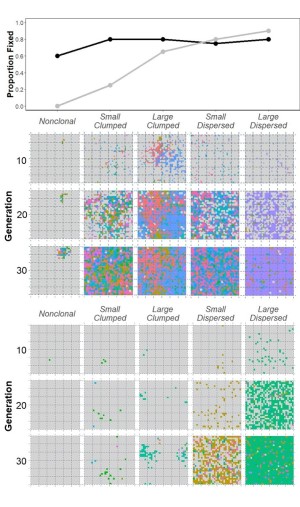 Proportion Fixed
1.0
0.8
0.6
0.4
0.2
0.0
Nonclonal
Small Clumped
Large Clumped
Small Dispersed
Large Dispersed
Generation
10
20
30
Nonclonal
Small Clumped
Large Clumped
Small Dispersed
Large Dispersed
Generation
10
20
30